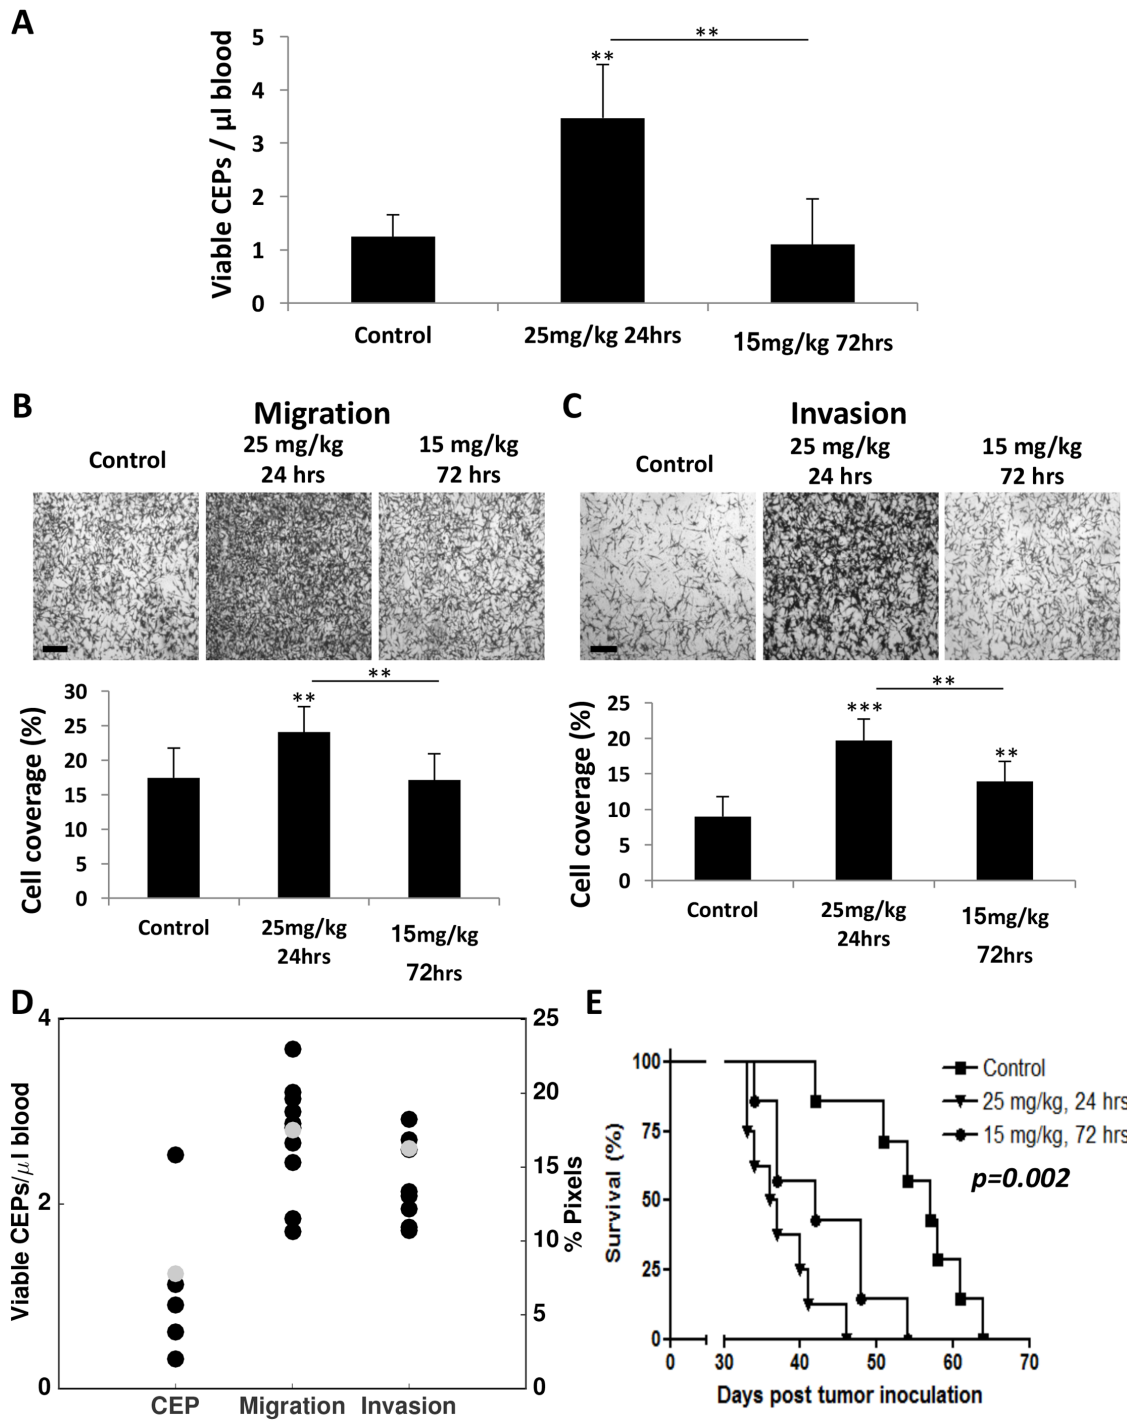 A
Viable CEPs / µl blood
5
4
3
2
1
0
**
**
Control
25mg/kg 24hrs
15mg/kg 72hrs
B
Migration
Control
25 mg/kg
24 hrs
15 mg/kg
72 hrs
Cell coverage (%)
30
25
20
15
10
5
0
**
**
Control
25mg/kg
24hrs
15mg/kg
72hrs
C
Invasion
Control
25 mg/kg
24 hrs
15 mg/kg
72 hrs
Cell coverage (%)
25
20
15
10
5
0
***
**
**
Control
25mg/kg
24hrs
15mg/kg
72hrs
D
Viable CEPs/µl blood
4
2
0
25
20
15
10
5
0
% Pixels
CEP
Migration
Invasion
E
Survival (%)
100
75
50
25
0
Control
25 mg/kg, 24 hrs
15 mg/kg, 72 hrs
p=0.002
0
30
40
50
60
70
Days post tumor inoculation